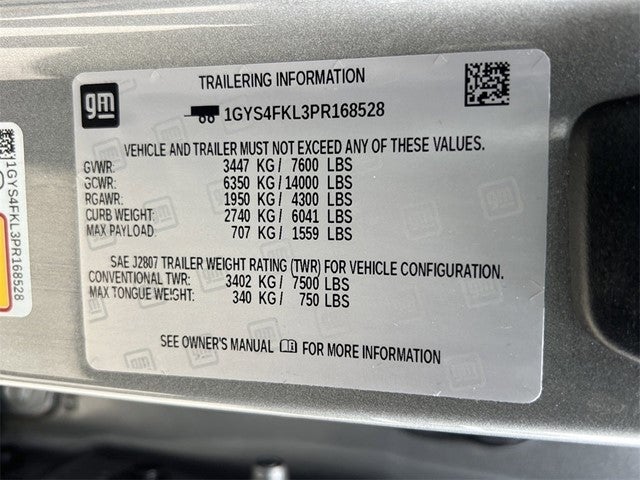 gm
TRAILERING INFORMATION
1GYS4FKL3PR168528
VEHICLE AND TRAILER MUST NOT EXCEED ANY OF THESE VALUES.
GVWR: 3447 KG/ 7600 LBS
GCWR: 6350 KG/ 14000 LBS
RGAWR: 1950 KG/ 4300 LBS
CURB WEIGHT: 2740 KG/ 6041 LBS
MAX PAYLOAD: 707 KG/ 1559 LBS
SAE J2807 TRAILER WEIGHT RATING (TWR) FOR VEHICLE CONFIGURATION.
CONVENTIONAL TWR: 3402 KG/ 7500 LBS
MAX TONGUE WEIGHT: 340 KG/ 750 LBS
SEE OWNER'S MANUAL FOR MORE INFORMATION
1GYS4FKL3PR168528